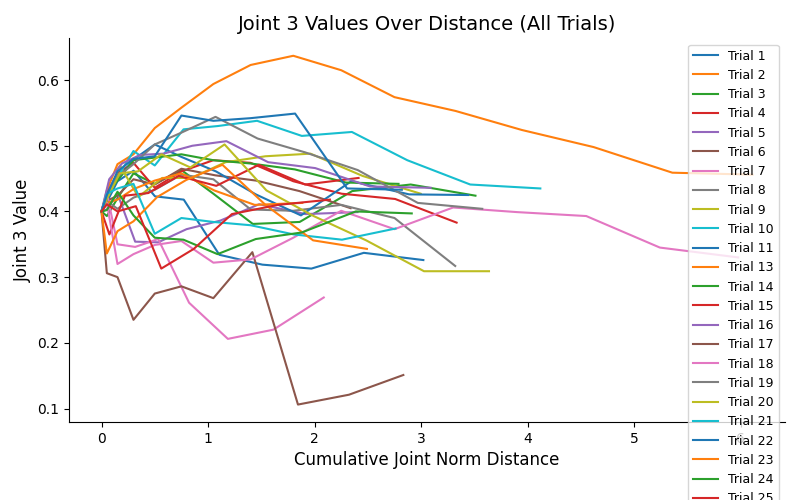 Joint 3 Values Over Distance (All Trials)
Joint 3 Value
0.6
0.5
0.4
0.3
0.2
0.1
0
1
2
3
4
5
6
Cumulative Joint Norm Distance
Trial 1
Trial 2
Trial 3
Trial 4
Trial 5
Trial 6
Trial 7
Trial 8
Trial 9
Trial 10
Trial 11
Trial 13
Trial 14
Trial 15
Trial 16
Trial 17
Trial 18
Trial 19
Trial 20
Trial 21
Trial 22
Trial 23
Trial 24
Trial 25